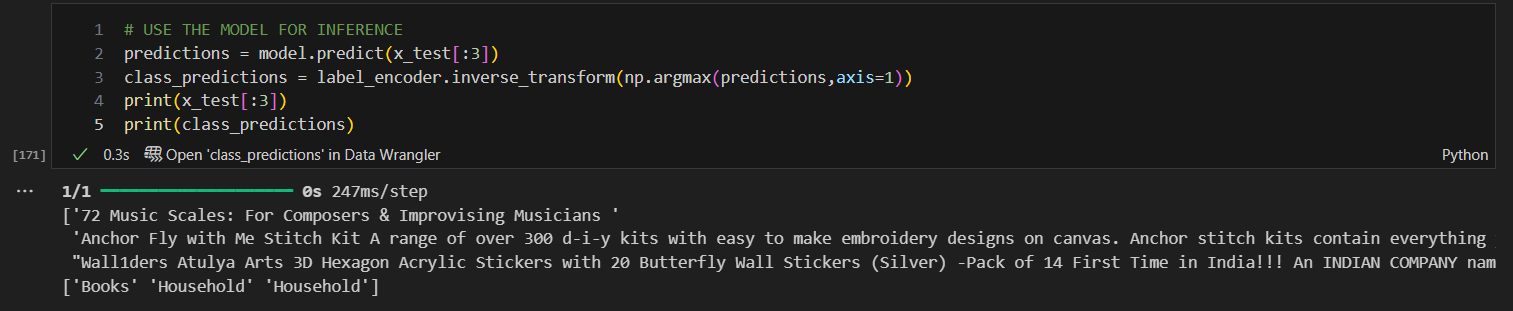 1 # USE THE MODEL FOR INFERENCE
2 predictions = model.predict(x_test[:3])
3 class_predictions = label_encoder.inverse_transform(np.argmax(predictions,axis=1))
4 print(x_test[:3])
5 print(class_predictions)
[171] ✓ 0.3s Open 'class_predictions' in Data Wrangler Python
... 1/1 ━━━━━━━━━━━━━━━━━━━━ 0s 247ms/step
['72 Music Scales: For Composers & Improvising Musicians '
'Anchor Fly with Me Stitch Kit A range of over 300 d-i-y kits with easy to make embroidery designs on canvas. Anchor stitch kits contain everything
"Wall1ders Atulya Arts 3D Hexagon Acrylic Stickers with 20 Butterfly Wall Stickers (Silver) -Pack of 14 First Time in India!!! An INDIAN COMPANY nam
['Books' 'Household' 'Household']